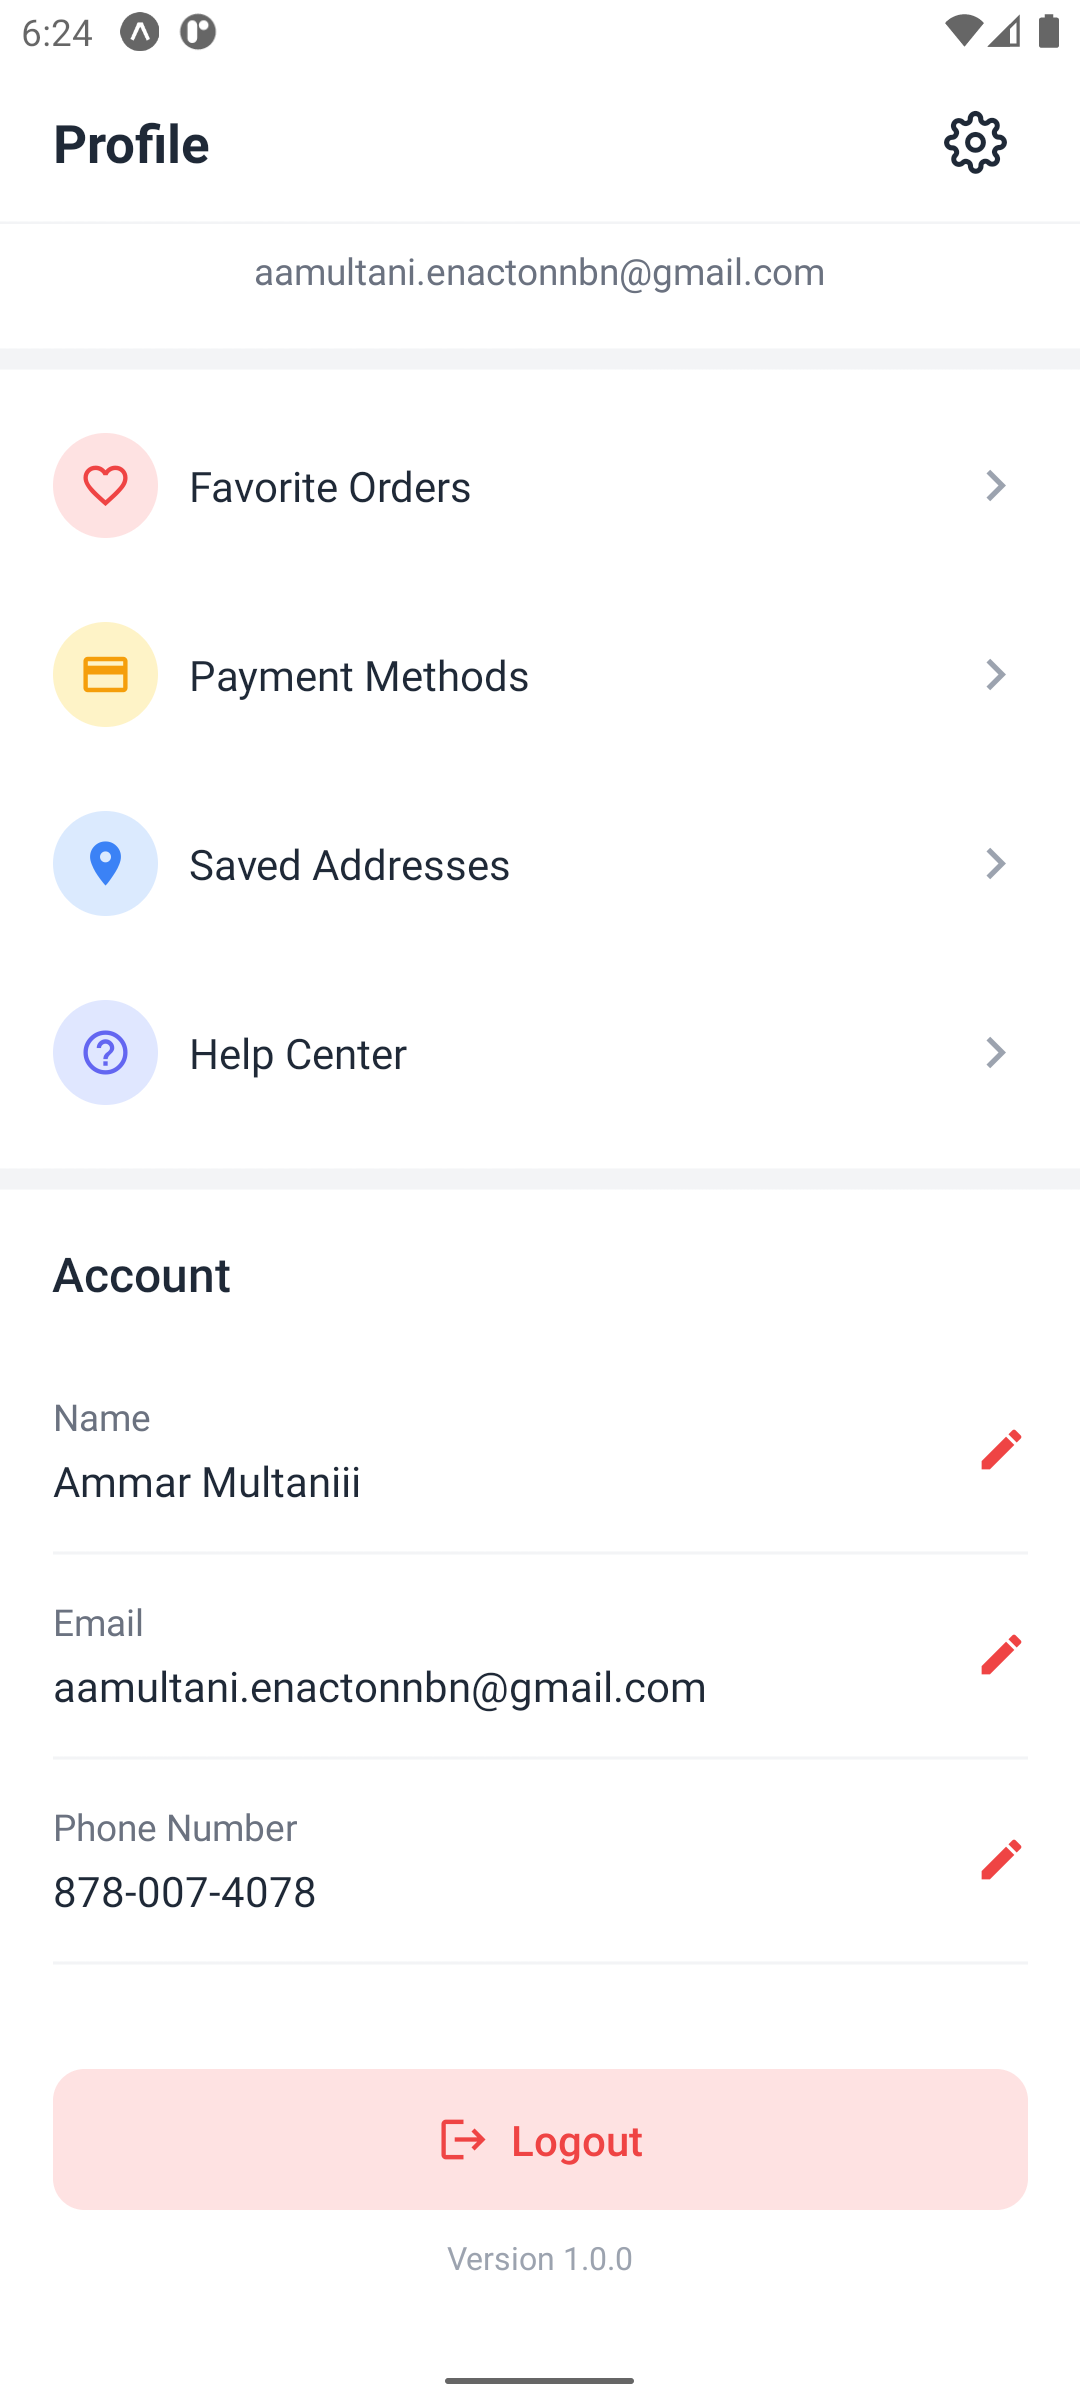 6:24
Profile
aamultani.enactonnbn@gmail.com
Favorite Orders
Payment Methods
Saved Addresses
Help Center
Account
Name
Ammar Multaniii
Email
aamultani.enactonnbn@gmail.com
Phone Number
878-007-4078
Logout
Version 1.0.0